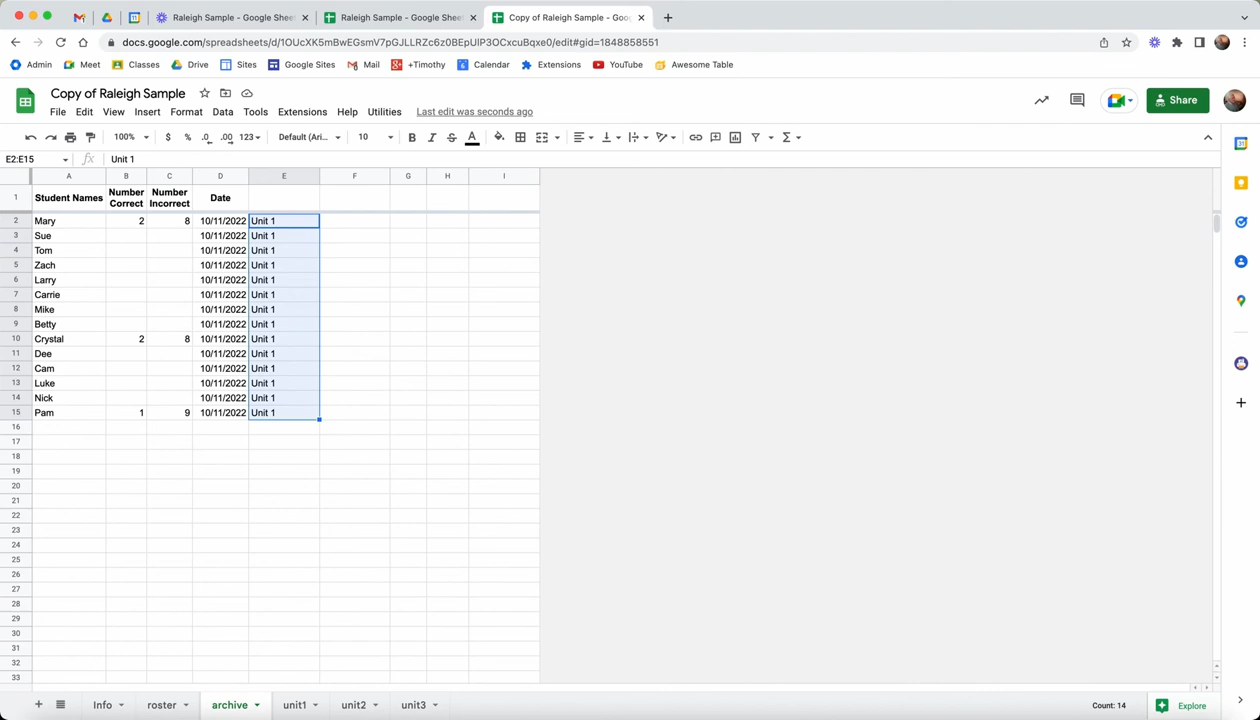 Raleigh Sample - Google Sheet
Raleigh Sample - Google Sheet
Copy of Raleigh Sample - Goo
docs.google.com/spreadsheets/d/1OUcXK5mBwEGsmV7pGJLLRZc6z0BEpUlP3OCxcuBqxe0/edit#gid=1848858551
Admin Meet Classes Drive Sites Google Sites Mail +Timothy Calendar Extensions YouTube Awesome Table
Copy of Raleigh Sample
Share
File Edit View Insert Format Data Tools Extensions Help Utilities Last edit was seconds ago
100% $ % .0 .00 123 Default (Ari... 10 B I S A
E2:E15 fx Unit 1
A B C D E F G H I
1 Student Names Number Correct Number Incorrect Date
2 Mary 2 8 10/11/2022 Unit 1
3 Sue 10/11/2022 Unit 1
4 Tom 10/11/2022 Unit 1
5 Zach 10/11/2022 Unit 1
6 Larry 10/11/2022 Unit 1
7 Carrie 10/11/2022 Unit 1
8 Mike 10/11/2022 Unit 1
9 Betty 10/11/2022 Unit 1
10 Crystal 2 8 10/11/2022 Unit 1
11 Dee 10/11/2022 Unit 1
12 Cam 10/11/2022 Unit 1
13 Luke 10/11/2022 Unit 1
14 Nick 10/11/2022 Unit 1
15 Pam 1 9 10/11/2022 Unit 1
16
17
18
19
20
21
22
23
24
25
26
27
28
29
30
31
32
33
Info roster archive unit1 unit2 unit3 Count: 14 Explore